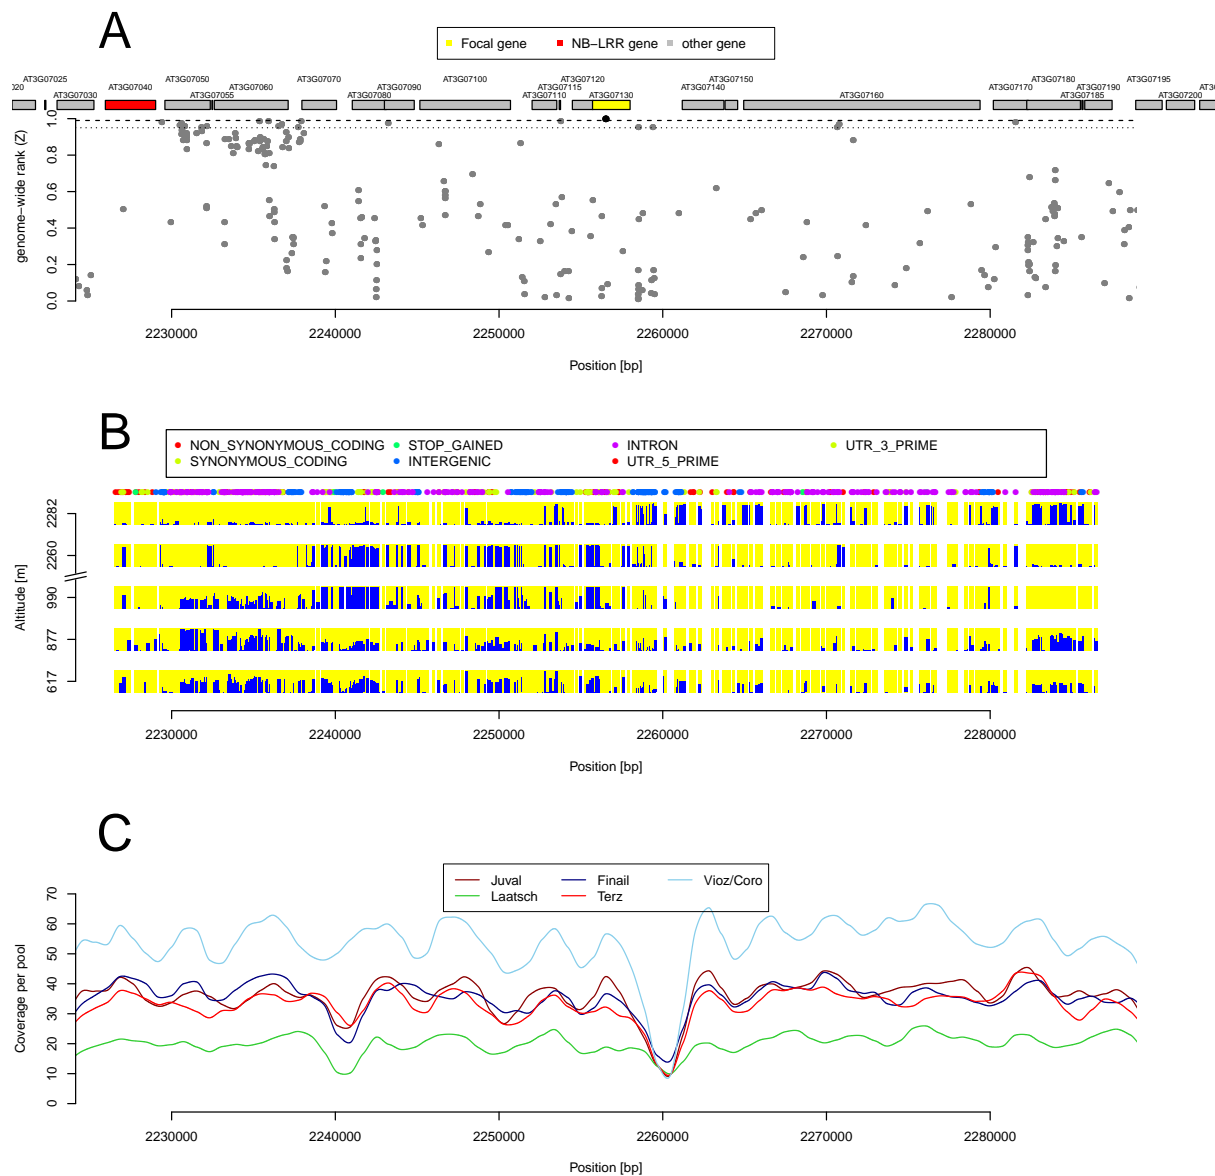 A
Focal gene NB−LRR gene other gene
AT3G07025 AT3G07040 AT3G07050 AT3G07060 AT3G07070 AT3G07100 AT3G07120 AT3G07150 AT3G07180 AT3G07195
AT3G07090 AT3G07115 AT3G07140 AT3G07190
020 AT3G07030 AT3G07055 AT3G07080 AT3G07110 AT3G07130 AT3G07160 AT3G07170 AT3G07185 AT3G07200
genome−wide rank (Z)
0.0 0.2 0.4 0.6 0.8 1.0
2230000 2240000 2250000 2260000 2270000 2280000
Position [bp]
B
NON_SYNONYMOUS_CODING STOP_GAINED INTRON UTR_3_PRIME
SYNONYMOUS_CODING INTERGENIC UTR_5_PRIME
Altitude [m]
617 877 990 2260 2282
2230000 2240000 2250000 2260000 2270000 2280000
Position [bp]
C
Juval Finail Vioz/Coro
Laatsch Terz
Coverage per pool
0 10 20 30 40 50 60 70
2230000 2240000 2250000 2260000 2270000 2280000
Position [bp]